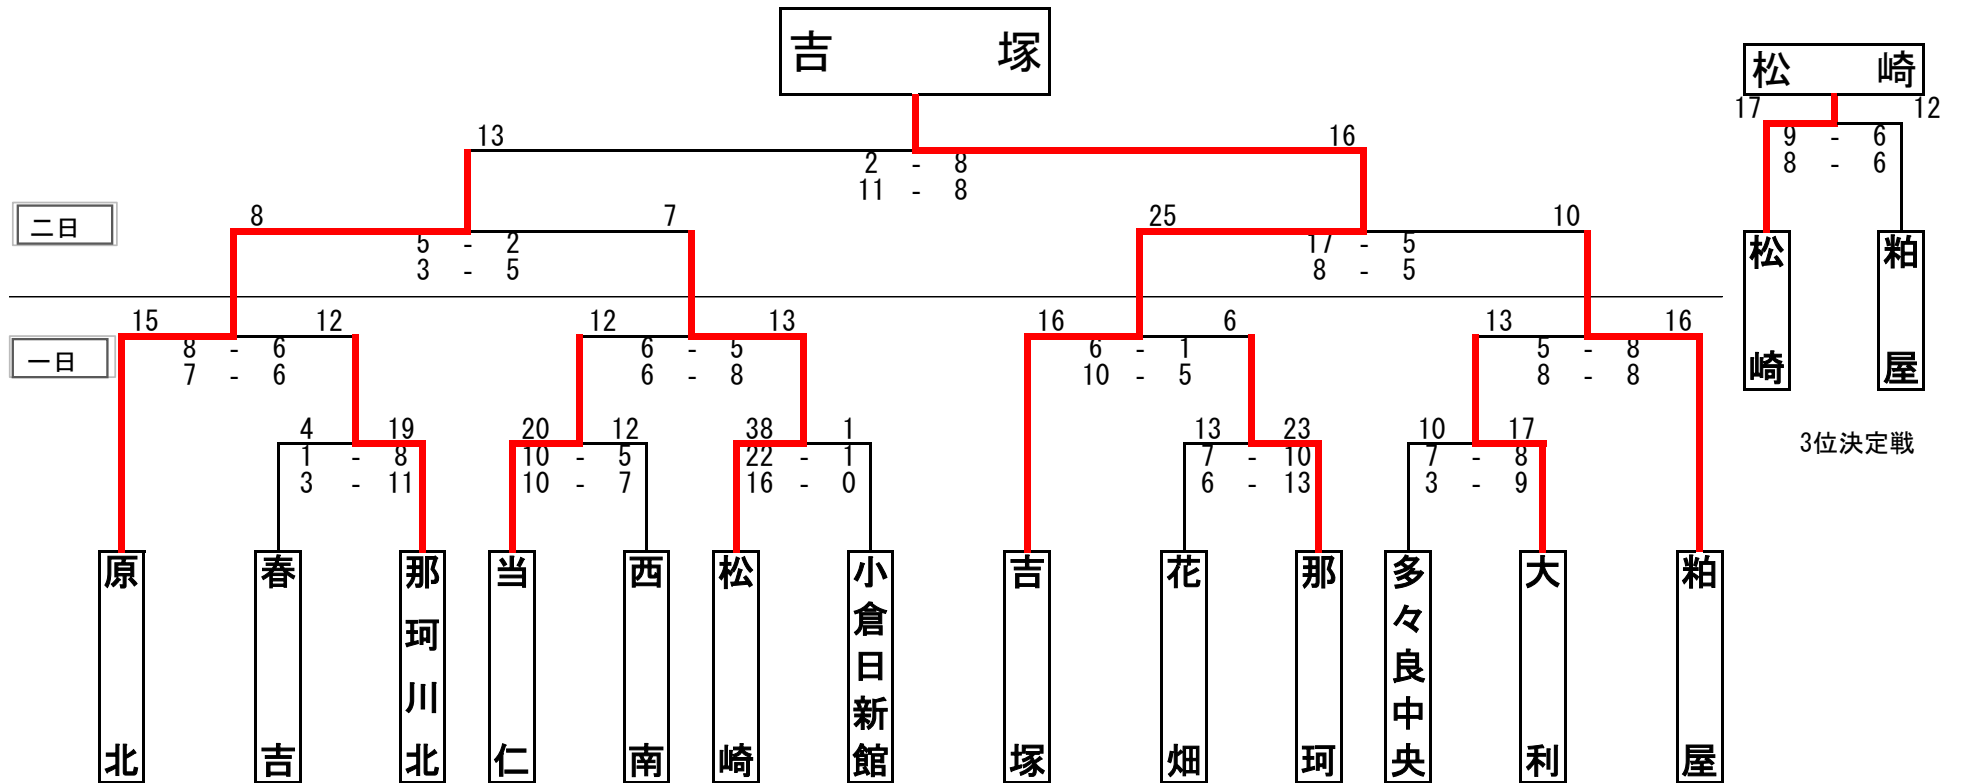 吉 塚
松 崎
17 12
9 - 6
8 - 6
13 16
2 - 8
11 - 8
二日
8 7
5 - 2
3 - 5
25 10
17 - 5
8 - 5
松崎
粕屋
3位決定戦
一日
15 12
8 - 6
7 - 6
12 13
6 - 5
6 - 8
16 6
6 - 1
10 - 5
13 16
5 - 8
8 - 8
4 19
1 - 8
3 - 11
20 12
10 - 5
10 - 7
38 1
22 - 1
16 - 0
13 23
7 - 10
6 - 13
10 17
7 - 8
3 - 9
原北
春吉
那珂川北
当仁
西南
松崎
小倉日新館
吉塚
花畑
那珂
多々良中央
大利
粕屋